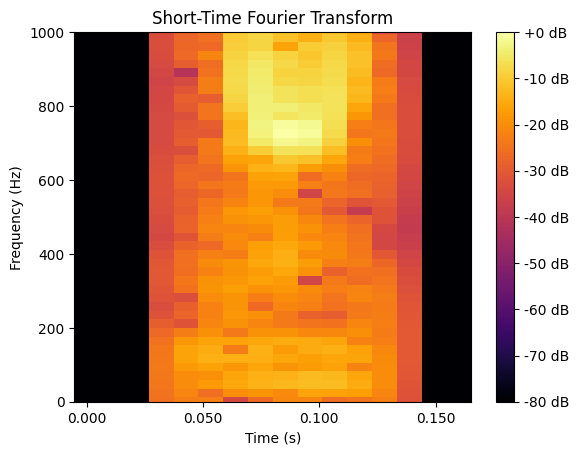 Short-Time Fourier Transform
1000
800
600
400
200
0
Frequency (Hz)
0.000
0.050
0.100
0.150
Time (s)
+0 dB
-10 dB
-20 dB
-30 dB
-40 dB
-50 dB
-60 dB
-70 dB
-80 dB